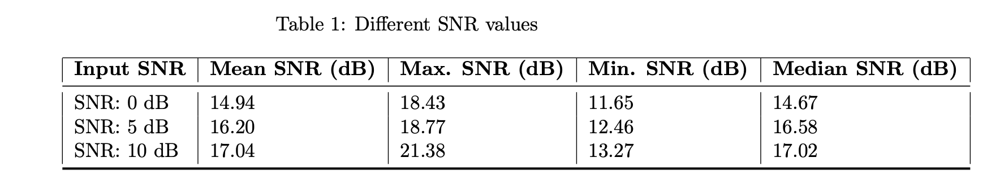 Table 1: Different SNR values
Input SNR Mean SNR (dB) Max. SNR (dB) Min. SNR (dB) Median SNR (dB)
SNR: 0 dB 14.94 18.43 11.65 14.67
SNR: 5 dB 16.20 18.77 12.46 16.58
SNR: 10 dB 17.04 21.38 13.27 17.02